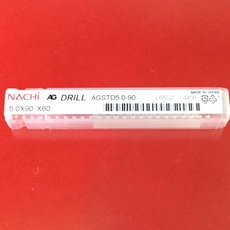 MADE IN JAPAN
NACHi AG DRILL AGSTD5.0-90
5.0X90 X60